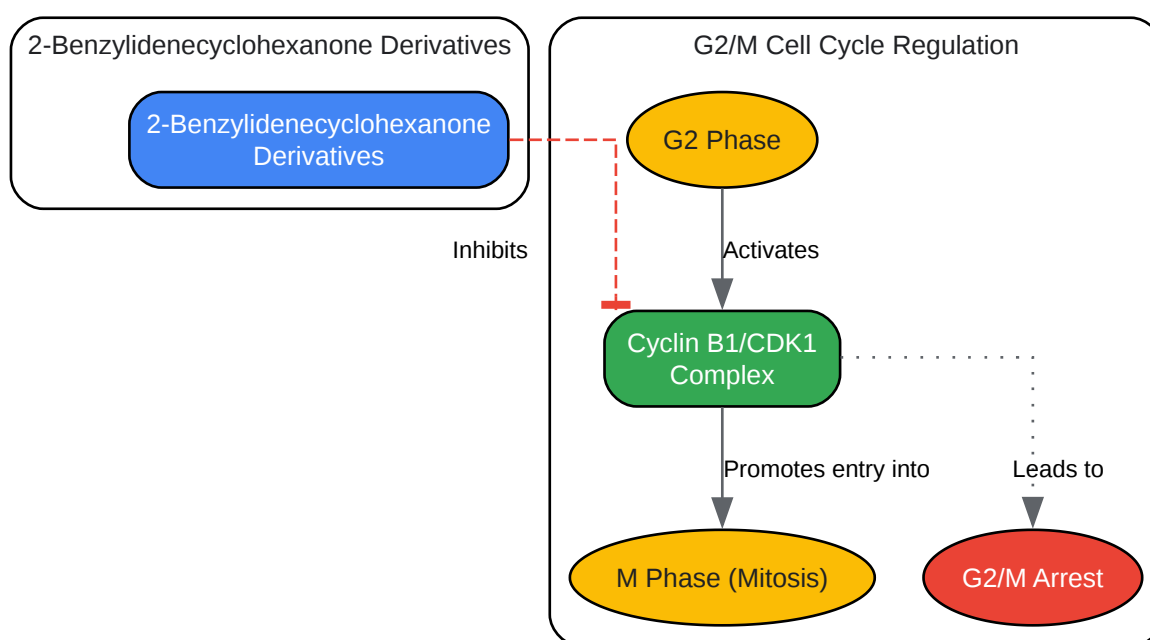 2-Benzylidenecyclohexanone Derivatives
2-Benzylidenecyclohexanone
Derivatives
Inhibits
G2/M Cell Cycle Regulation
G2 Phase
Activates
Cyclin B1/CDK1
Complex
Promotes entry into
Leads to
M Phase (Mitosis)
G2/M Arrest